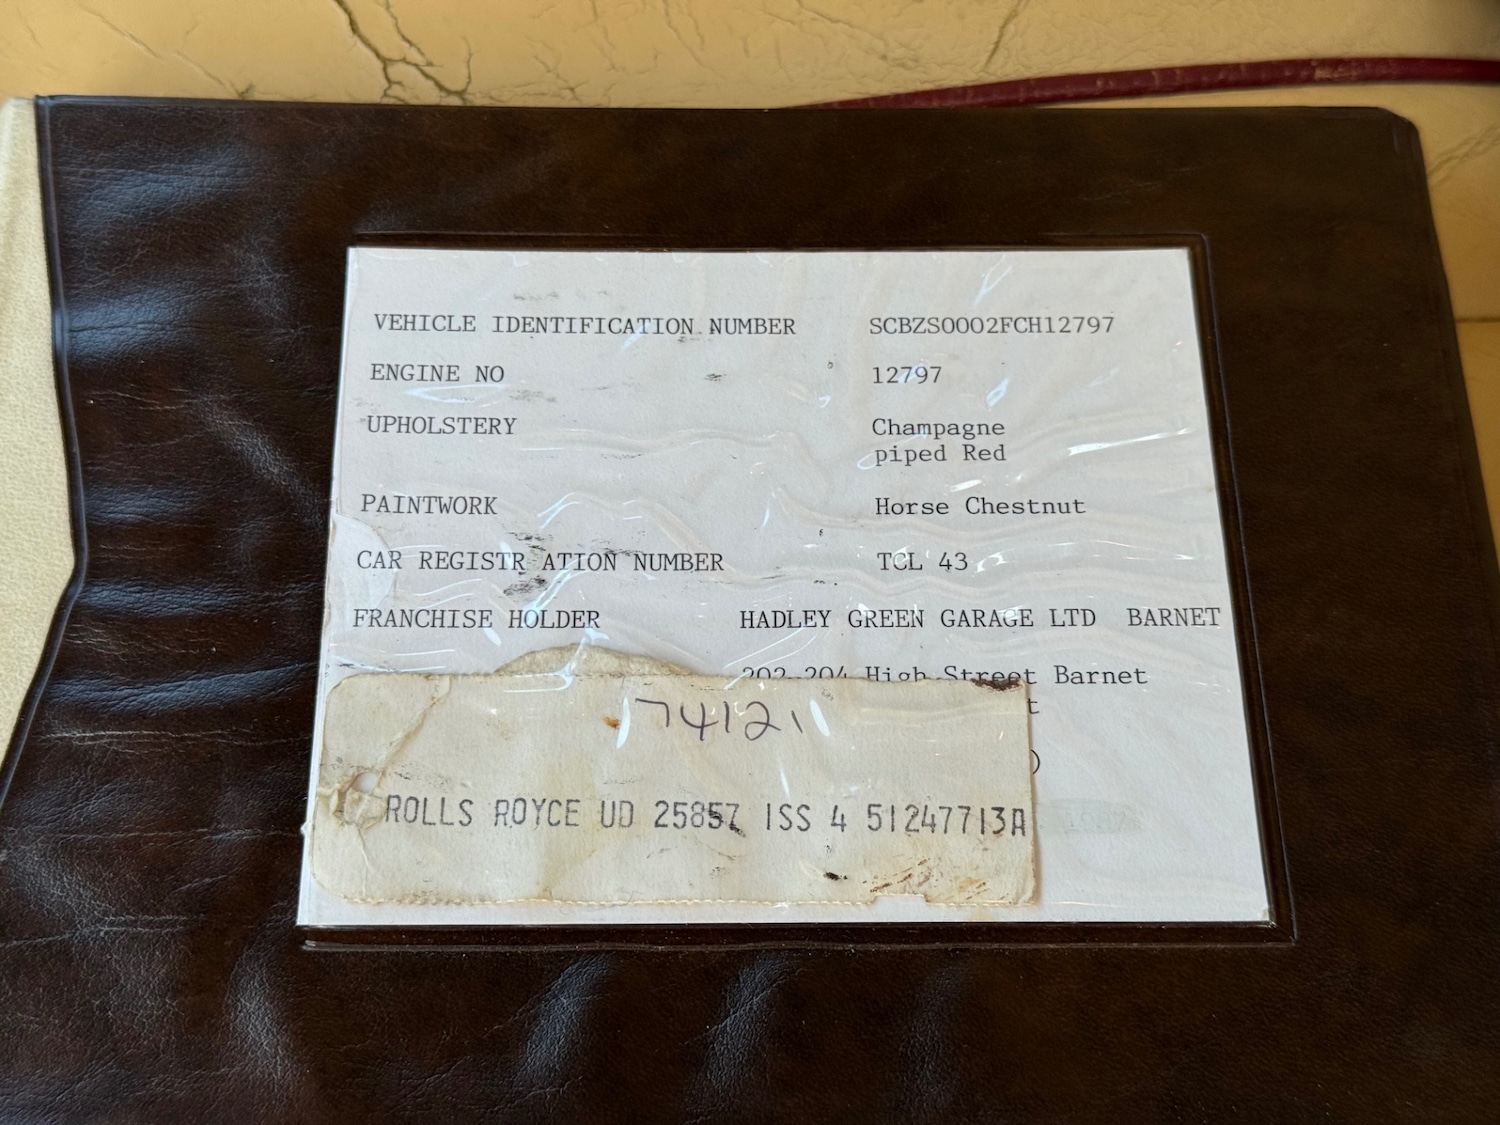 VEHICLE IDENTIFICATION NUMBER SCBZS0002FCH12797
ENGINE NO 12797
UPHOLSTERY Champagne
piped Red
PAINTWORK Horse Chestnut
CAR REGISTR ATION NUMBER TCL 43
FRANCHISE HOLDER HADLEY GREEN GARAGE LTD BARNET
202-204 High Street Barnet
t
)
74121
ROLLS ROYCE UD 25857 ISS 4 51247713A